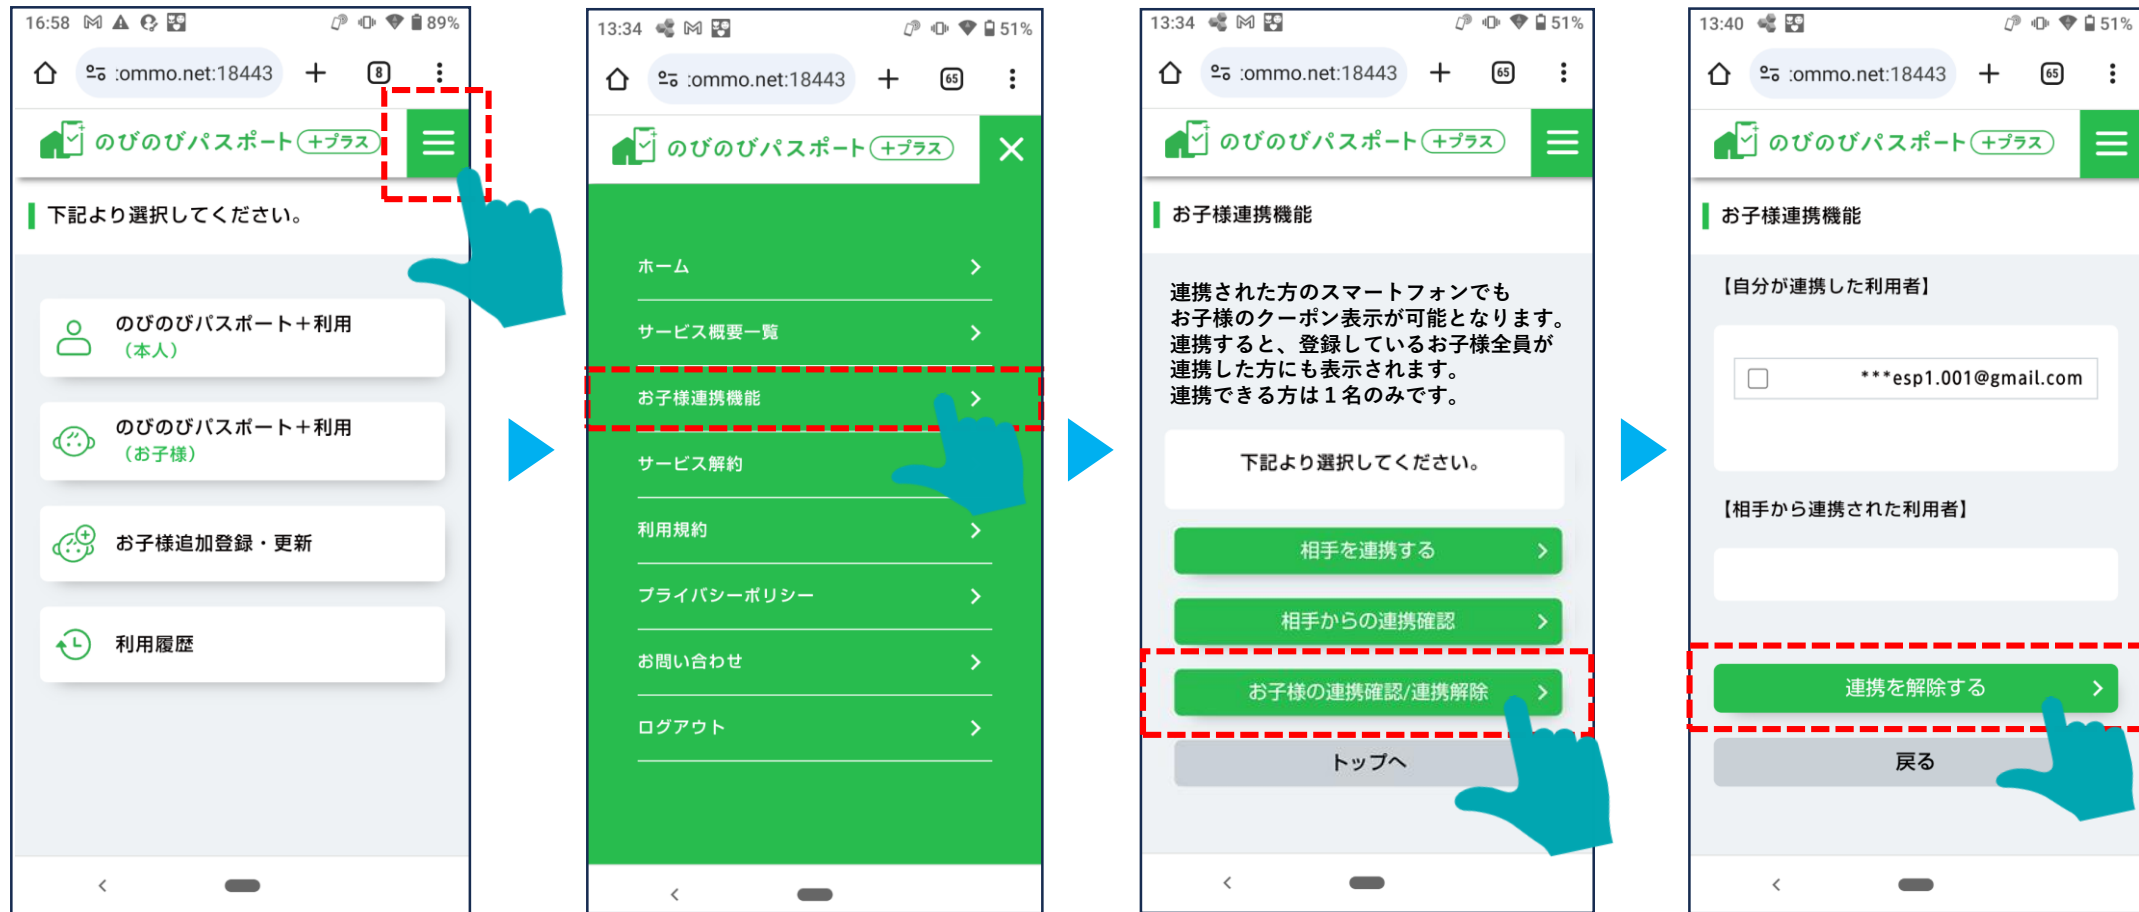 16:58
89%
:ommo.net:18443
8
のびのびパスポート +プラス
下記より選択してください。
のびのびパスポート＋利用
（本人）
のびのびパスポート＋利用
（お子様）
お子様追加登録・更新
利用履歴
13:34
51%
:ommo.net:18443
65
のびのびパスポート +プラス
ホーム
サービス概要一覧
お子様連携機能
サービス解約
利用規約
プライバシーポリシー
お問い合わせ
ログアウト
13:34
51%
:ommo.net:18443
65
のびのびパスポート +プラス
お子様連携機能
連携された方のスマートフォンでも
お子様のクーポン表示が可能となります。
連携すると、登録しているお子様全員が
連携した方にも表示されます。
連携できる方は１名のみです。
下記より選択してください。
相手を連携する
相手からの連携確認
お子様の連携確認/連携解除
トップへ
13:40
51%
:ommo.net:18443
65
のびのびパスポート +プラス
お子様連携機能
【自分が連携した利用者】
***esp1.001@gmail.com
【相手から連携された利用者】
連携を解除する
戻る